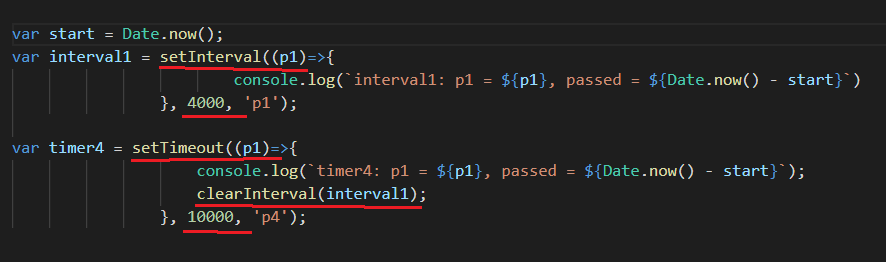 var start = Date.now();
var interval1 = setInterval((p1)=>{
console.log(`interval1: p1 = ${p1}, passed = ${Date.now() - start}`)
}, 4000, 'p1');
var timer4 = setTimeout((p1)=>{
console.log(`timer4: p1 = ${p1}, passed = ${Date.now() - start}`);
clearInterval(interval1);
}, 10000, 'p4');